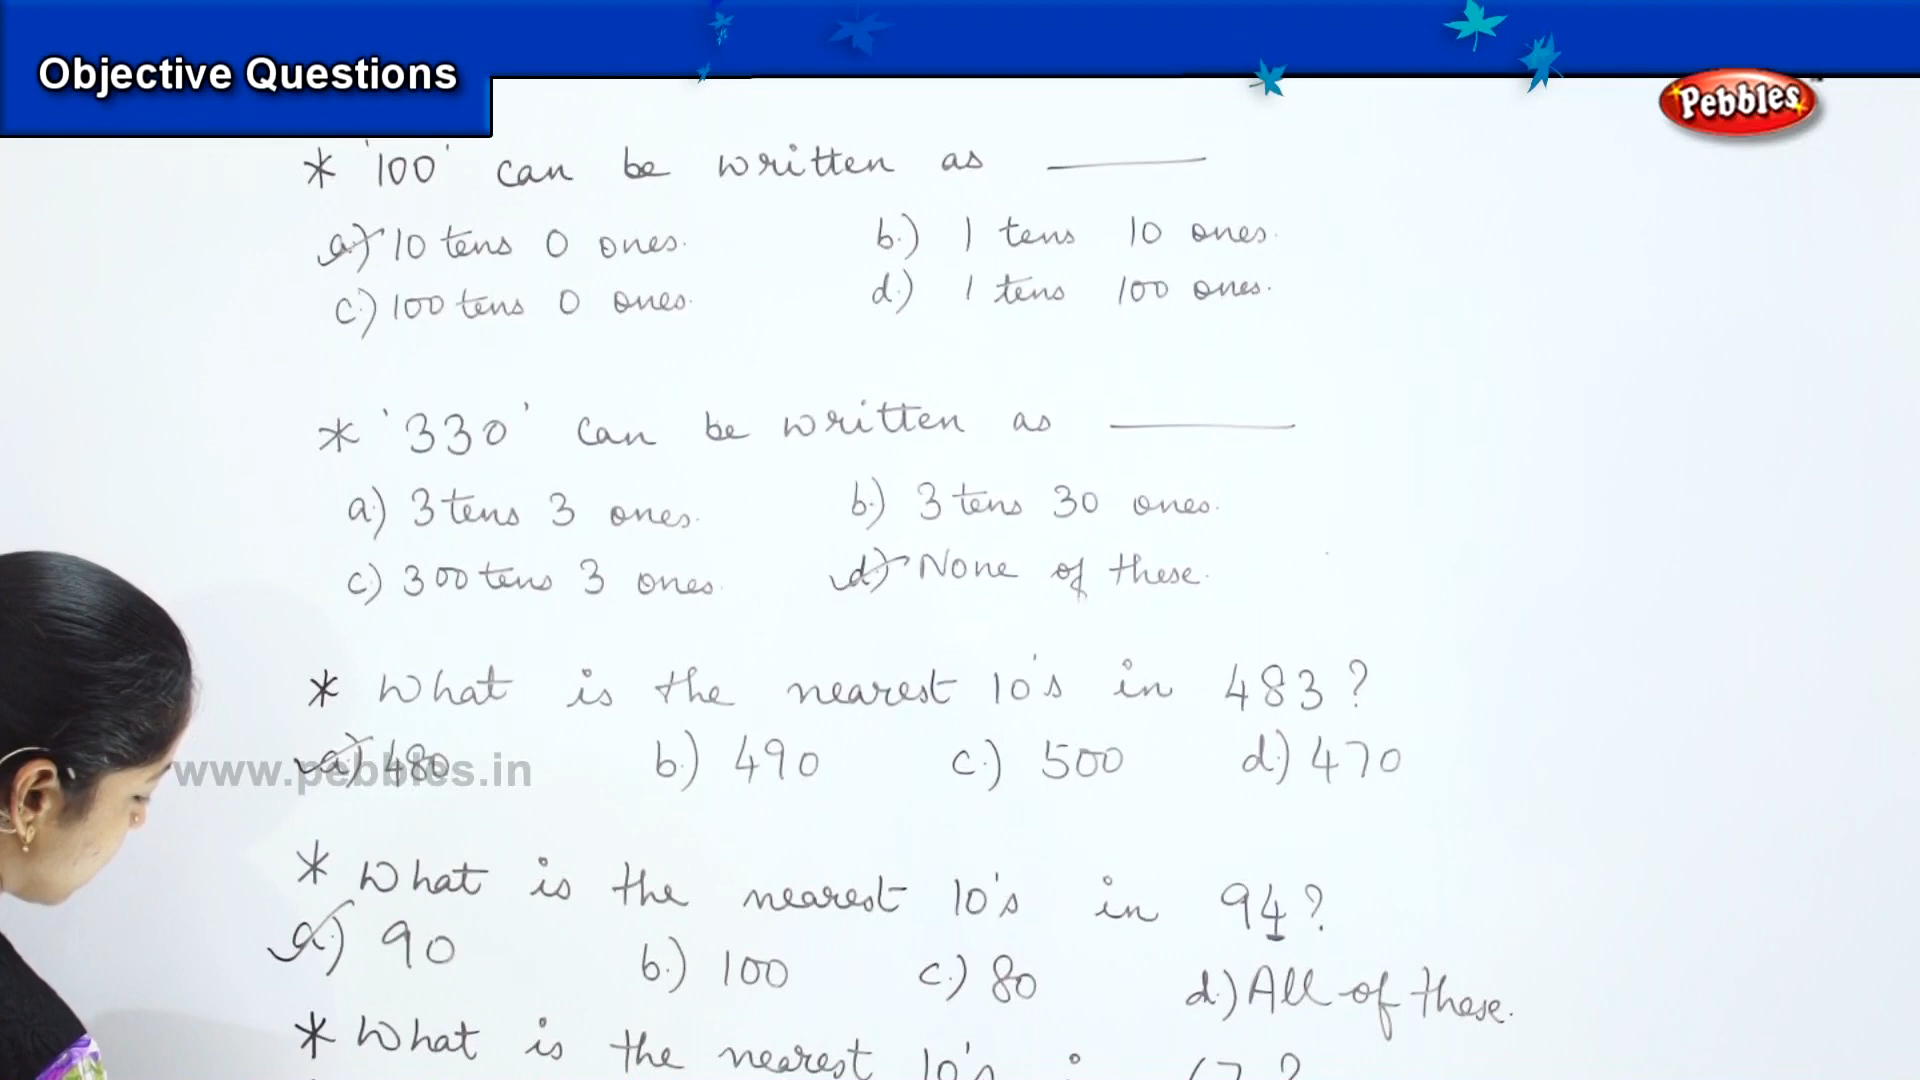 Objective Questions
Pebbles
* '100' can be written as
a.) 10 tens 0 ones.
b.) 1 tens 10 ones.
c.) 100 tens 0 ones.
d.) 1 tens 100 ones.
* '330' can be written as
a.) 3 tens 3 ones.
b.) 3 tens 30 ones.
c.) 300 tens 3 ones.
d.) None of these.
* What is the nearest 10's in 483?
a.) 480
b.) 490
c.) 500
d.) 470
www.pebbles.in
* What is the nearest 10's in 94?
a.) 90
b.) 100
c.) 80
d.) All of these.
* What is the nearest 10's